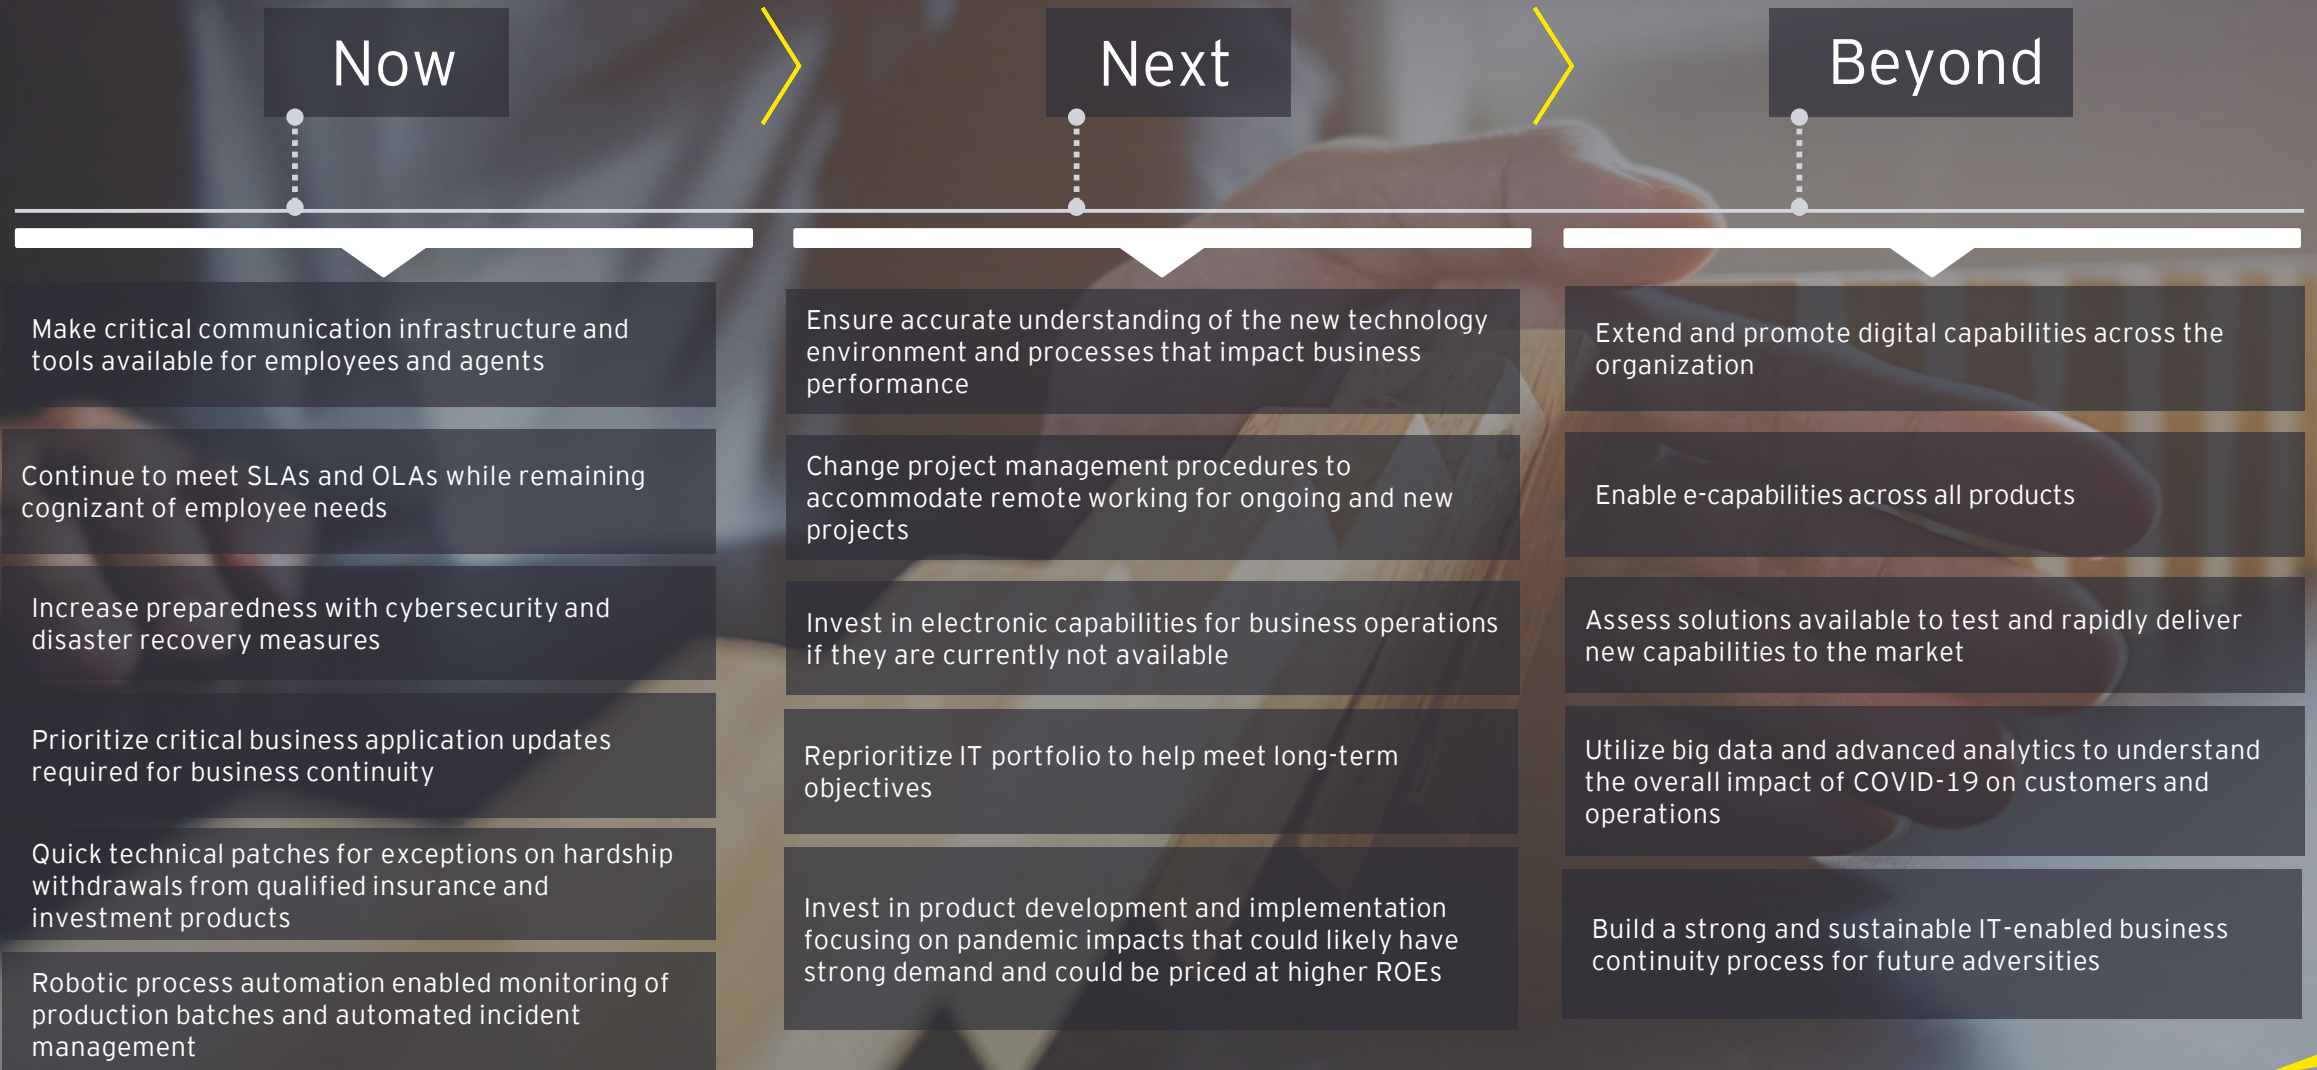 Now
Next
Beyond
Make critical communication infrastructure and
tools available for employees and agents
Continue to meet SLAs and OLAs while remaining
cognizant of employee needs
Increase preparedness with cybersecurity and
disaster recovery measures
Prioritize critical business application updates
required for business continuity
Quick technical patches for exceptions on hardship
withdrawals from qualified insurance and
investment products
Robotic process automation enabled monitoring of
production batches and automated incident
management
Ensure accurate understanding of the new technology
environment and processes that impact business
performance
Change project management procedures to
accommodate remote working for ongoing and new
projects
Invest in electronic capabilities for business operations
if they are currently not available
Reprioritize IT portfolio to help meet long-term
objectives
Invest in product development and implementation
focusing on pandemic impacts that could likely have
strong demand and could be priced at higher ROEs
Extend and promote digital capabilities across the
organization
Enable e-capabilities across all products
Assess solutions available to test and rapidly deliver
new capabilities to the market
Utilize big data and advanced analytics to understand
the overall impact of COVID-19 on customers and
operations
Build a strong and sustainable IT-enabled business
continuity process for future adversities